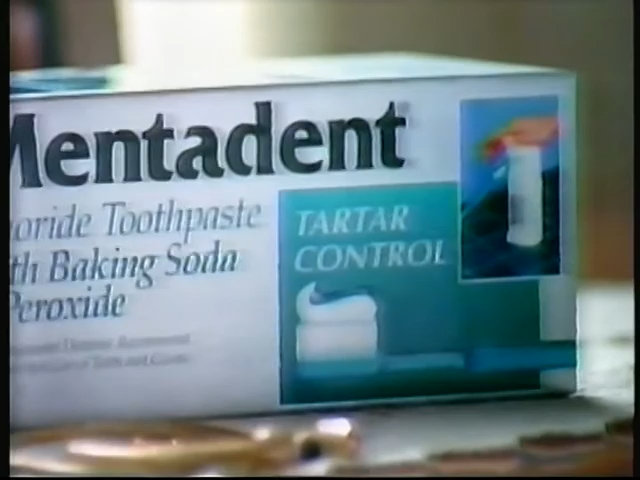 Mentadent
oride Toothpaste
th Baking Soda
Peroxide
TARTAR
CONTROL